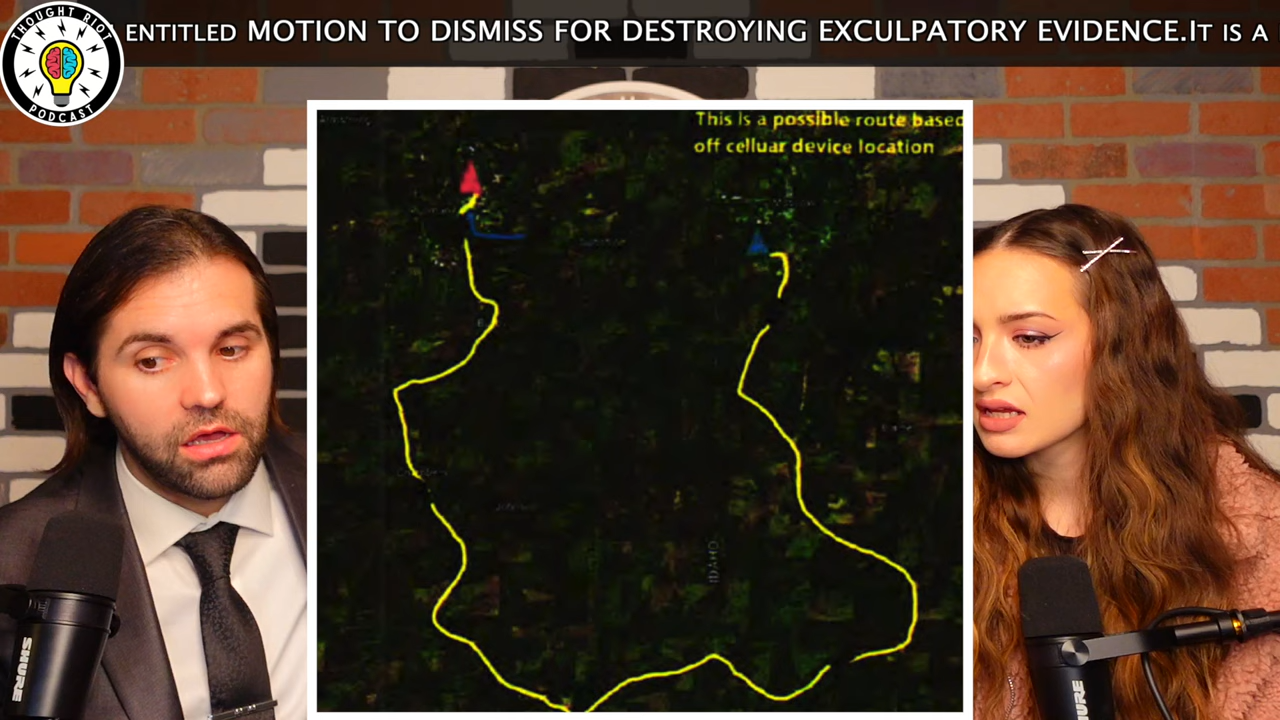 THOUGHT RIOT
PODCAST
ENTITLED MOTION TO DISMISS FOR DESTROYING EXCULPATORY EVIDENCE.IT IS A
This is a possible route based
off celluar device location
IDAHO
SHURE
SHURE